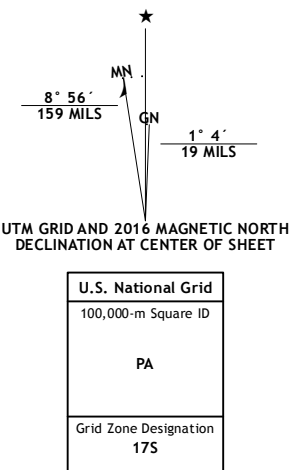 ★
MN
8° 56´
159 MILS
GN
1° 4´
19 MILS
UTM GRID AND 2016 MAGNETIC NORTH
DECLINATION AT CENTER OF SHEET
U.S. National Grid
100,000-m Square ID
PA
Grid Zone Designation
17S